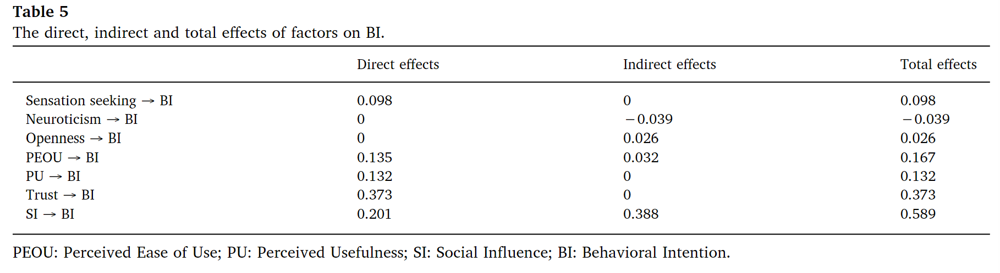 Table 5
The direct, indirect and total effects of factors on BI.
Direct effects Indirect effects Total effects
Sensation seeking → BI 0.098 0 0.098
Neuroticism → BI 0 −0.039 −0.039
Openness → BI 0 0.026 0.026
PEOU → BI 0.135 0.032 0.167
PU → BI 0.132 0 0.132
Trust → BI 0.373 0 0.373
SI → BI 0.201 0.388 0.589
PEOU: Perceived Ease of Use; PU: Perceived Usefulness; SI: Social Influence; BI: Behavioral Intention.